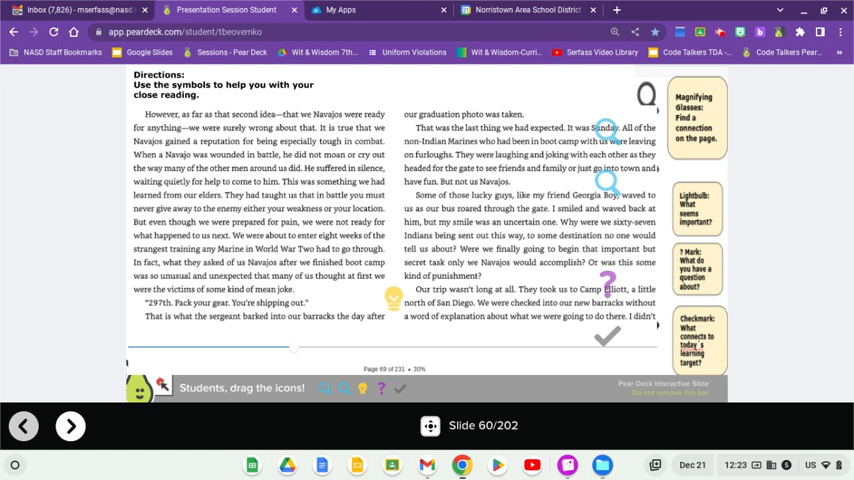 Inbox (7,826) - mserfass@nasd.
Presentation Session Student
My Apps
Norristown Area School District -
app.peardeck.com/student/tbeovemko
NASD Staff Bookmarks
Google Slides
Sessions - Pear Deck
Wit & Wisdom 7th...
Uniform Violations
Wit & Wisdom-Curri...
Serfass Video Library
Code Talkers TDA -...
Code Talkers Pear...
Directions:
Use the symbols to help you with your
close reading.
However, as far as that second idea—that we Navajos were ready
for anything—we were surely wrong about that. It is true that we
Navajos gained a reputation for being especially tough in combat.
When a Navajo was wounded in battle, he did not moan or cry out
the way many of the other men around us did. He suffered in silence,
waiting quietly for help to come to him. This was something we had
learned from our elders. They had taught us that in battle you must
never give away to the enemy either your weakness or your location.
But even though we were prepared for pain, we were not ready for
what happened to us next. We were about to enter eight weeks of the
strangest training any Marine in World War Two had to go through.
In fact, what they asked of us Navajos after we finished boot camp
was so unusual and unexpected that many of us thought at first we
were the victims of some kind of mean joke.
"297th. Pack your gear. You're shipping out."
That is what the sergeant barked into our barracks the day after
our graduation photo was taken.
That was the last thing we had expected. It was Sunday. All of the
non-Indian Marines who had been in boot camp with us were leaving
on furloughs. They were laughing and joking with each other as they
headed for the gate to see friends and family or just go into town and
have fun. But not us Navajos.
Some of those lucky guys, like my friend Georgia Boy, waved to
us as our bus roared through the gate. I smiled and waved back at
him, but my smile was an uncertain one. Why were we sixty-seven
Indians being sent out this way, to some destination no one would
tell us about? Were we finally going to begin that important but
secret task only we Navajos would accomplish? Or was this some
kind of punishment?
Our trip wasn't long at all. They took us to Camp Elliott, a little
north of San Diego. We were checked into our new barracks without
a word of explanation about what we were going to do there. I didn't
Page 69 of 231 • 30%
Magnifying
Glasses:
Find a
connection
on the page.
Lightbulb:
What
seems
important?
? Mark:
What do
you have a
question
about?
Checkmark:
What
connects to
today's
learning
target?
Students, drag the icons!
Pear Deck Interactive Slide
Do not remove this bar
Slide 60/202
Dec 21
12:23
US